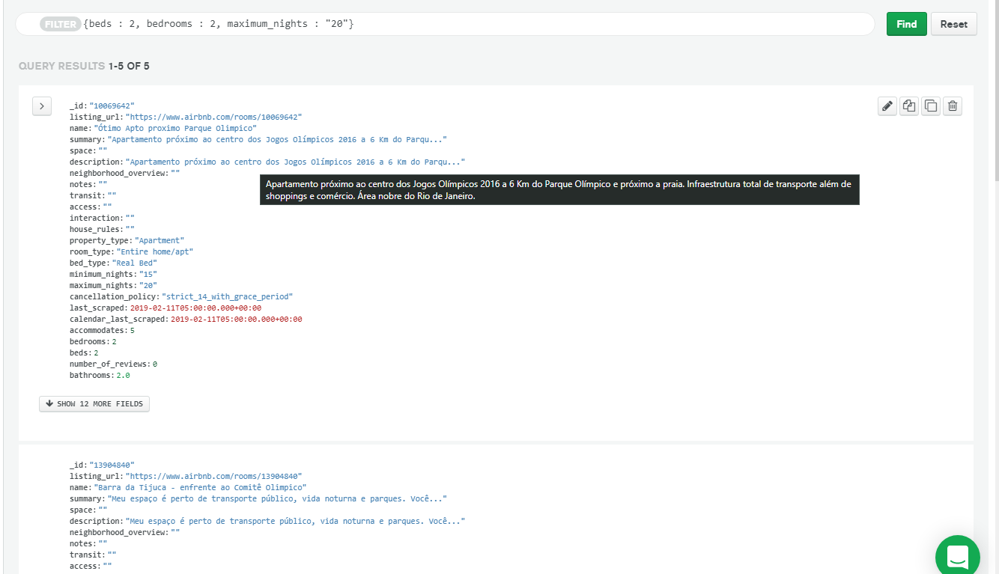 FILTER {beds : 2, bedrooms : 2, maximum_nights : "20"} Find Reset
QUERY RESULTS 1-5 OF 5
_id: "10069642"
listing_url: "https://www.airbnb.com/rooms/10069642"
name: "Ótimo Apto proximo Parque Olimpico"
summary: "Apartamento próximo ao centro dos Jogos Olímpicos 2016 a 6 Km do Parqu..."
space: ""
description: "Apartamento próximo ao centro dos Jogos Olímpicos 2016 a 6 Km do Parqu..."
neighborhood_overview: ""
notes: ""
Apartamento próximo ao centro dos Jogos Olímpicos 2016 a 6 Km do Parque Olímpico e próximo a praia. Infraestrutura total de transporte além de
shoppings e comércio. Área nobre do Rio de Janeiro.
transit: ""
access: ""
interaction: ""
house_rules: ""
property_type: "Apartment"
room_type: "Entire home/apt"
bed_type: "Real Bed"
minimum_nights: "15"
maximum_nights: "20"
cancellation_policy: "strict_14_with_grace_period"
last_scraped: 2019-02-11T05:00:00.000+00:00
calendar_last_scraped: 2019-02-11T05:00:00.000+00:00
accommodates: 5
bedrooms: 2
beds: 2
number_of_reviews: 0
bathrooms: 2.0
SHOW 12 MORE FIELDS
_id: "13904840"
listing_url: "https://www.airbnb.com/rooms/13904840"
name: "Barra da Tijuca - enfrente ao Comitê Olimpico"
summary: "Meu espaço é perto de transporte público, vida noturna e parques. Você..."
space: ""
description: "Meu espaço é perto de transporte público, vida noturna e parques. Você..."
neighborhood_overview: ""
notes: ""
transit: ""
access: ""